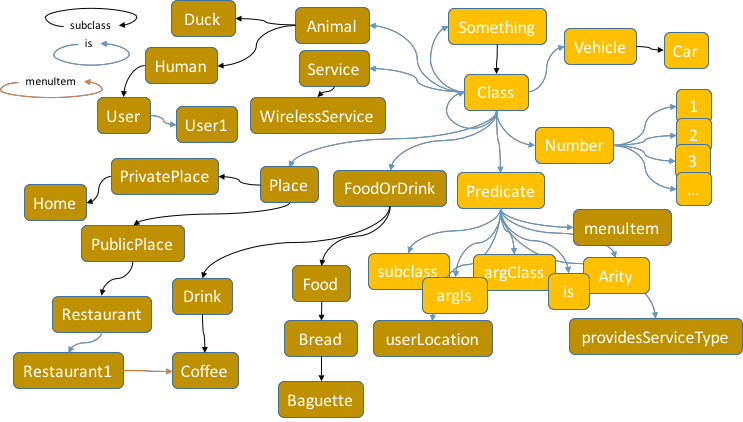 subclass
is
menuItem
Duck
Animal
Something
Vehicle
Car
Human
Service
Class
User
User1
WirelessService
Number
1
2
3
...
Home
PrivatePlace
Place
FoodOrDrink
Predicate
PublicPlace
menuItem
subclass
argClass
Arity
argIs
is
Drink
Food
Restaurant
Bread
userLocation
providesServiceType
Restaurant1
Coffee
Baguette